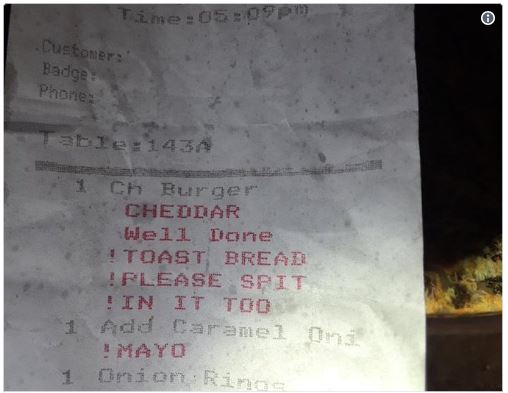 Time:05:09pm
Customer:
Badge:
Phone:
Table:143A
1 Ch Burger
CHEDDAR
Well Done
!TOAST BREAD
!PLEASE SPIT
!IN IT TOO
1 Add Caramel Oni
!MAYO
1 Onion Rings